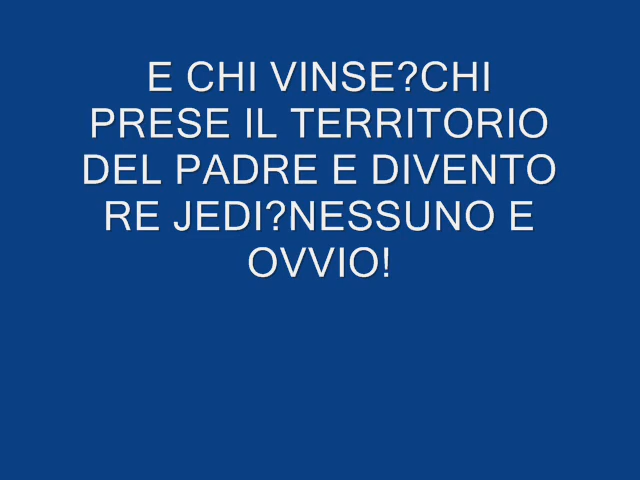 E CHI VINSE?CHI
PRESE IL TERRITORIO
DEL PADRE E DIVENTO
RE JEDI?NESSUNO E
OVVIO!